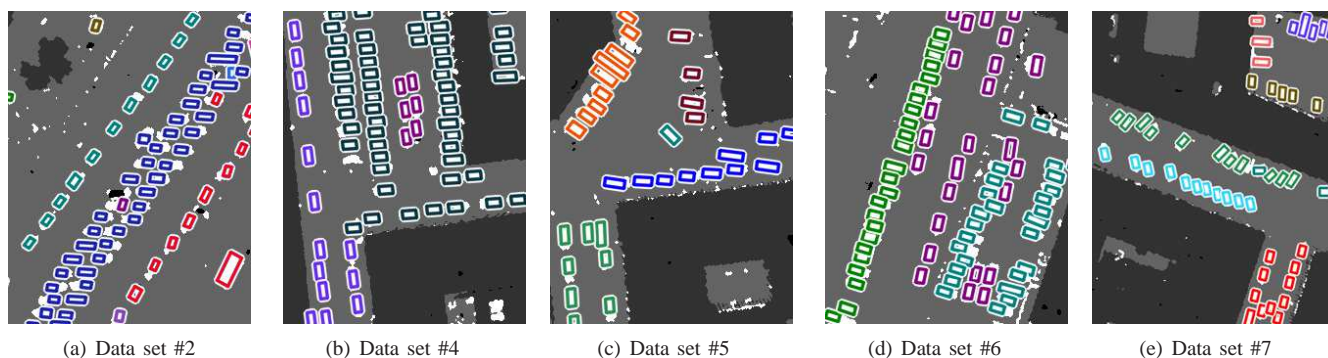 (a) Data set #2
(b) Data set #4
(c) Data set #5
(d) Data set #6
(e) Data set #7